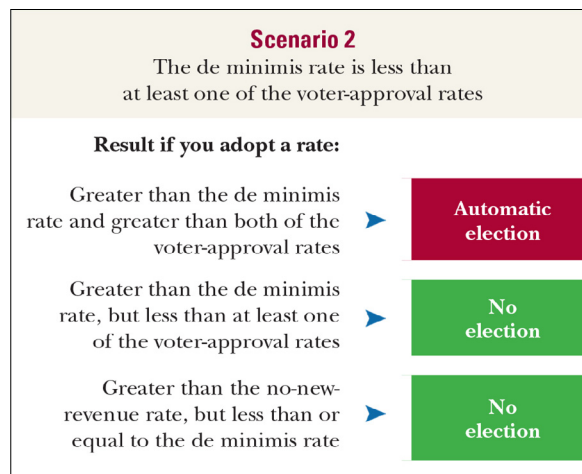 Scenario 2
The de minimis rate is less than
at least one of the voter-approval rates
Result if you adopt a rate:
Greater than the de minimis
rate and greater than both of the
voter-approval rates
Automatic
election
Greater than the de minimis
rate, but less than at least one
of the voter-approval rates
No
election
Greater than the no-new-
revenue rate, but less than or
equal to the de minimis rate
No
election